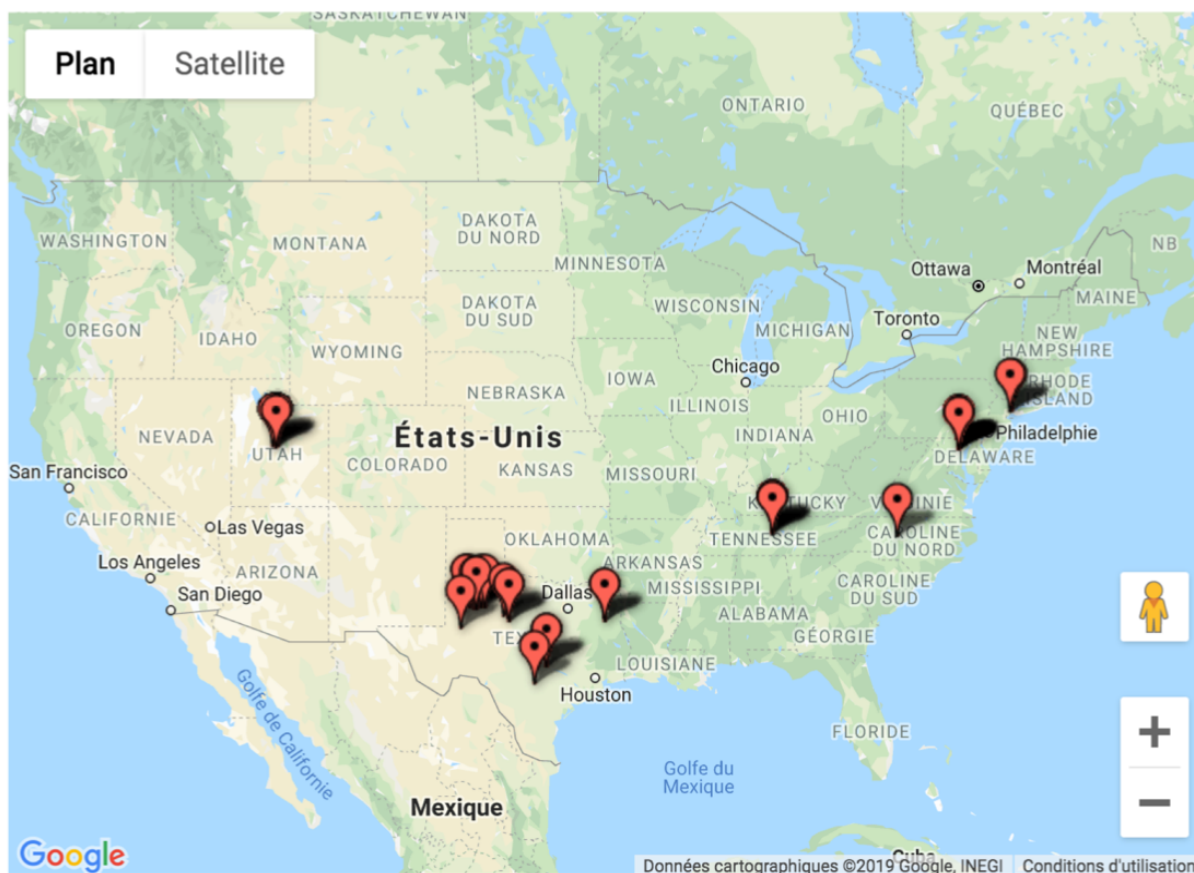 SASKATCHEWAN
Plan
Satellite
ONTARIO
QUÉBEC
WASHINGTON
MONTANA
DAKOTA
DU NORD
MINNESOTA
NB
Ottawa
Montréal
MAINE
OREGON
IDAHO
DAKOTA
DU SUD
WISCONSIN
MICHIGAN
Toronto
NEW
HAMPSHIRE
WYOMING
Chicago
IOWA
NEBRASKA
ILLINOIS
OHIO
RHODE
ISLAND
NEVADA
UTAH
États-Unis
COLORADO
KANSAS
MISSOURI
INDIANA
Philadelphie
DELAWARE
San Francisco
CALIFORNIE
Las Vegas
KENTUCKY
VIRGINIE
TENNESSEE
CAROLINE
DU NORD
OKLAHOMA
ARKANSAS
Los Angeles
ARIZONA
San Diego
Dallas
MISSISSIPPI
CAROLINE
DU SUD
ALABAMA
GÉORGIE
TEX
LOUISIANE
Houston
Golfe de Californie
FLORIDE
Golfe du
Mexique
Mexique
Cuba
+
−
Google
Données cartographiques ©2019 Google, INEGI
Conditions d'utilisation